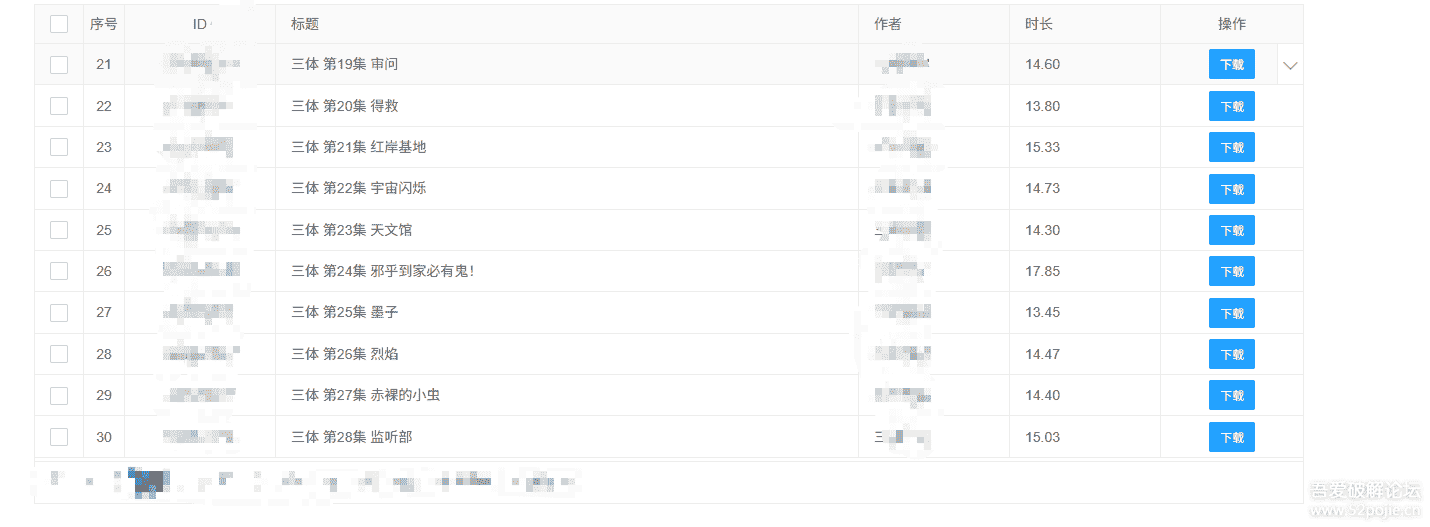 序号 ID 标题 作者 时长 操作
21 三体 第19集 审问 14.60 下载
22 三体 第20集 得救 13.80 下载
23 三体 第21集 红岸基地 15.33 下载
24 三体 第22集 宇宙闪烁 14.73 下载
25 三体 第23集 天文馆 14.30 下载
26 三体 第24集 邪乎到家必有鬼！ 17.85 下载
27 三体 第25集 墨子 13.45 下载
28 三体 第26集 烈焰 14.47 下载
29 三体 第27集 赤裸的小虫 14.40 下载
30 三体 第28集 监听部 15.03 下载
吾爱破解论坛
www.52pojie.cn